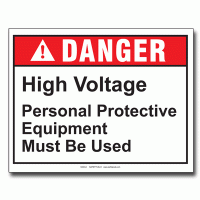 DANGER
High Voltage
Personal Protective
Equipment
Must Be Used